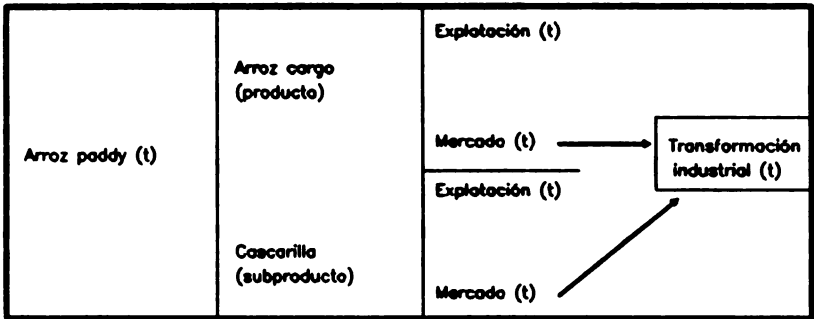 Arroz paddy (t)
Arroz cargo
(producto)
Cascarilla
(subproducto)
Explotación (t)
Mercado (t)
Explotación (t)
Mercado (t)
Transformación
industrial (t)